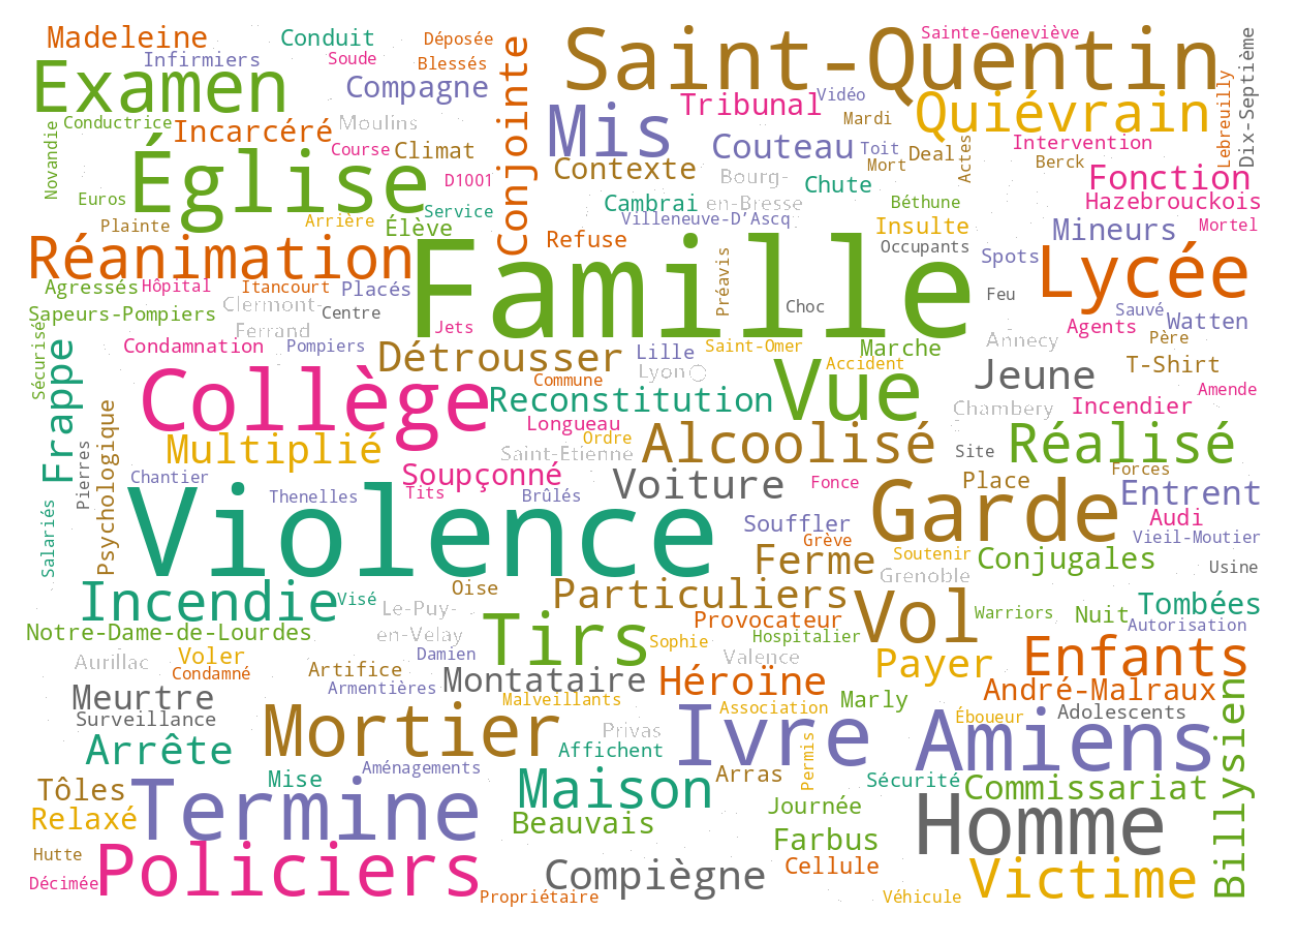 Madeleine
Conduit
Déposée
Saint-Quentin
Sainte-Geneviève
Dix-Septième
Infirmiers
Soude
Blessés
Conjointe
Examen
Compagne
Tribunal
Vidéo
Quiévrain
Lebreuilly
Novandie
Conductrice
Incarcéré
Moulins
Mis
Couteau
Mardi
Intervention
Course
Climat
Toit
Deal
Actes
Berck
Église
D1001
Contexte
Bourg-
en-Bresse
Mort
Chute
Fonction
Euros
Service
Cambrai
Béthune
Hazebrouckois
Plainte
Arrière
Élève
Villeneuve-D’Ascq
Insulte
Mineurs
Mortel
Réanimation
Refuse
Occupants
Spots
Lycée
Famille
Préavis
Agressés
Hôpital
Itancourt
Placés
Feu
Sapeurs-Pompiers
Clermont-
Ferrand
Centre
Choc
Sauvé
Watten
Jets
Agents
Sécurisé
Condamnation
Pompiers
Détrousser
Lille
Saint-Omer
Marche
Annecy
Père
Frappe
Lyon
Accident
T-Shirt
Collège
Commune
Vue
Jeune
Amende
Reconstitution
Chambery
Incendier
Psychologique
Multiplié
Longueau
Ordre
Alcoolisé
Réalisé
Saint-Etienne
Site
Pierres
Chantier
Soupçonné
Voiture
Fonce
Place
Forces
Thenelles
Tits
Brûlés
Garde
Entrent
Salariés
Violence
Souffler
Audi
Grève
Vieil-Moutier
Ferme
Soutenir
Conjugales
Grenoble
Usine
Incendie
Visé
Oise
Particuliers
Vol
Tombées
Le-Puy-
en-Velay
Provocateur
Warriors
Nuit
Autorisation
Notre-Dame-de-Lourdes
Tirs
Sophie
Hospitalier
Aurillac
Voler
Damien
Valence
Payer
Enfants
Condamné
Artifice
Montataire
Héroïne
Meurtre
Armentières
Malveillants
Marly
André-Malraux
Surveillance
Association
Éboueur
Adolescents
Billysien
Mortier
Privas
Ivre
Amiens
Arrête
Affichent
Permis
Aménagements
Arras
Tôles
Mise
Maison
Sécurité
Commissariat
Termine
Journée
Relaxé
Beauvais
Homme
Farbus
Hutte
Policiers
Cellule
Décimée
Compiègne
Victime
Propriétaire
Véhicule